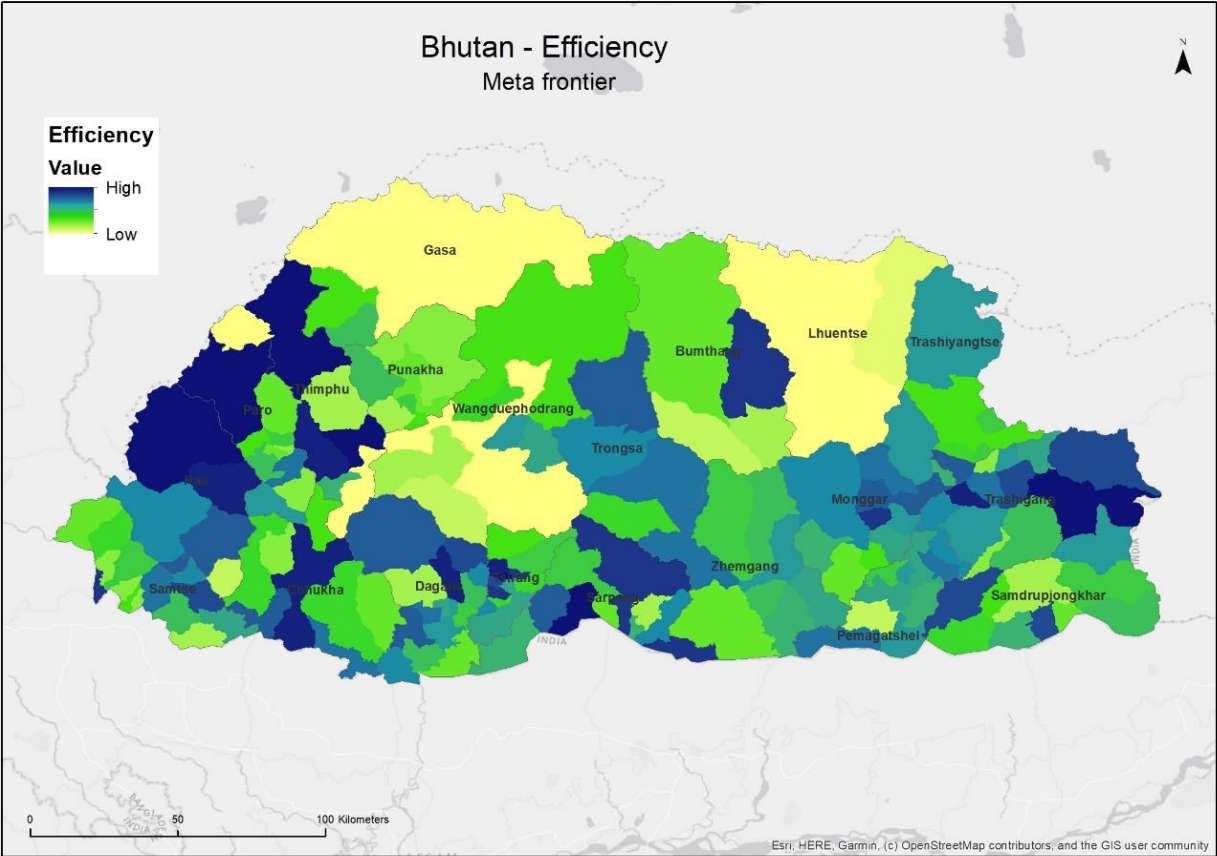 Bhutan - Efficiency
Meta frontier
N
Efficiency
Value
High
Low
Gasa
Lhuentse
Trashiyangtse
Bumthang
Punakha
Thimphu
Paro
Wangduephodrang
Trongsa
Haa
Monggar
Trashigang
INDIA
Zhemgang
Samtse
Chhukha
Dagana
Tsirang
Sarpang
Samdrupjongkhar
Pemagatshel
INDIA
INDIA
0 50 100 Kilometers
Esri, HERE, Garmin, (c) OpenStreetMap contributors, and the GIS user community